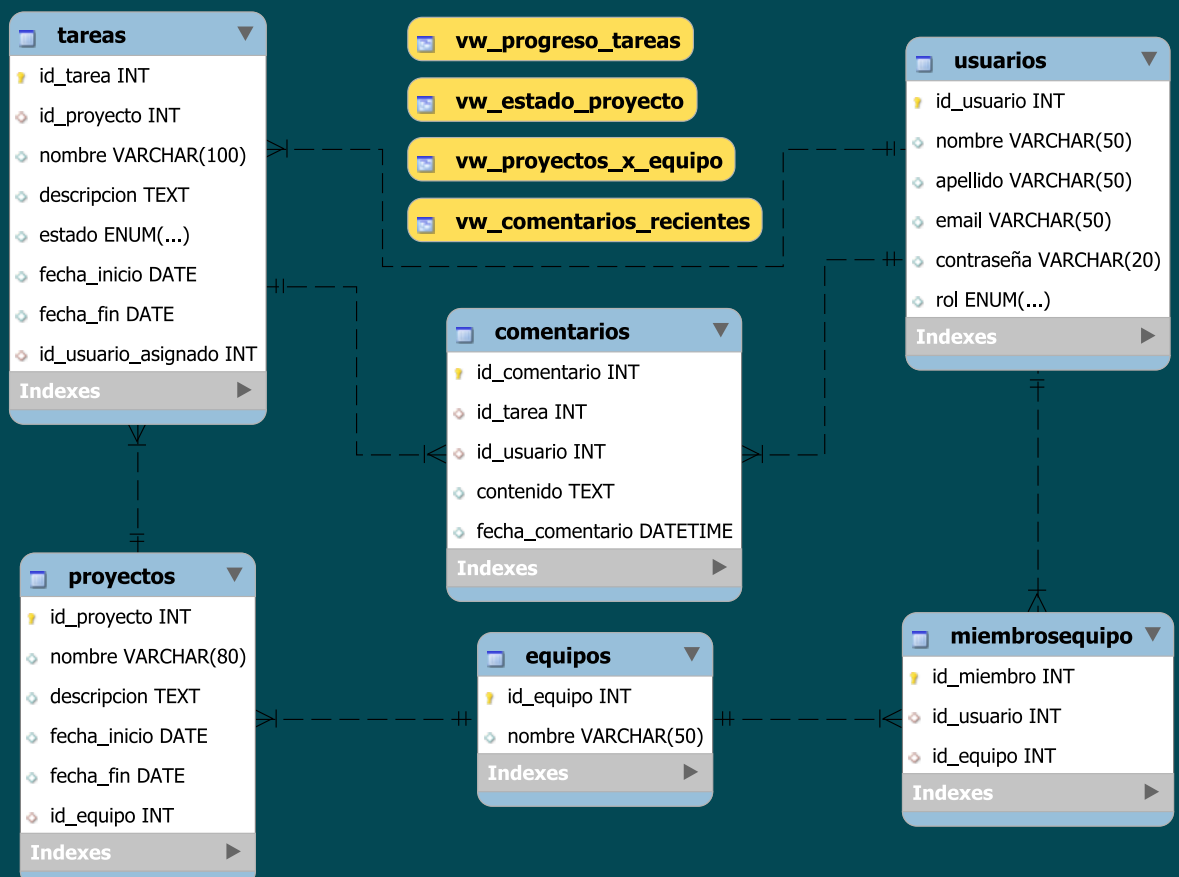 tareas
id_tarea INT
id_proyecto INT
nombre VARCHAR(100)
descripcion TEXT
estado ENUM(...)
fecha_inicio DATE
fecha_fin DATE
id_usuario_asignado INT
Indexes
vw_progreso_tareas
vw_estado_proyecto
vw_proyectos_x_equipo
vw_comentarios_recientes
usuarios
id_usuario INT
nombre VARCHAR(50)
apellido VARCHAR(50)
email VARCHAR(50)
contraseña VARCHAR(20)
rol ENUM(...)
Indexes
comentarios
id_comentario INT
id_tarea INT
id_usuario INT
contenido TEXT
fecha_comentario DATETIME
Indexes
proyectos
id_proyecto INT
nombre VARCHAR(80)
descripcion TEXT
fecha_inicio DATE
fecha_fin DATE
id_equipo INT
Indexes
equipos
id_equipo INT
nombre VARCHAR(50)
Indexes
miembrosequipo
id_miembro INT
id_usuario INT
id_equipo INT
Indexes